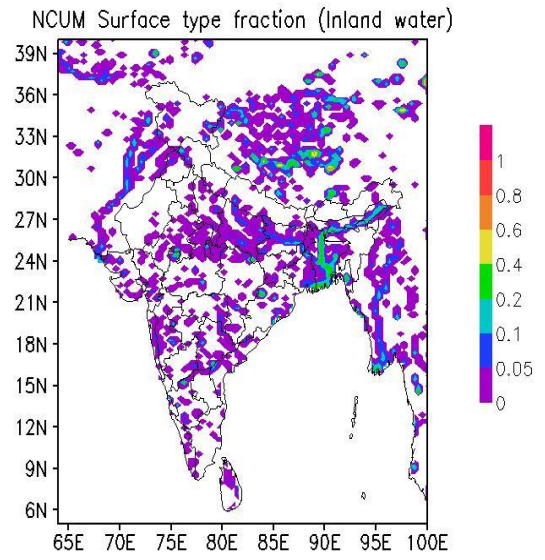 NCUM Surface type fraction (Inland water)
39N
36N
33N
30N
27N
24N
21N
18N
15N
12N
9N
6N
65E 70E 75E 80E 85E 90E 95E 100E
1
0.8
0.6
0.4
0.2
0.1
0.05
0